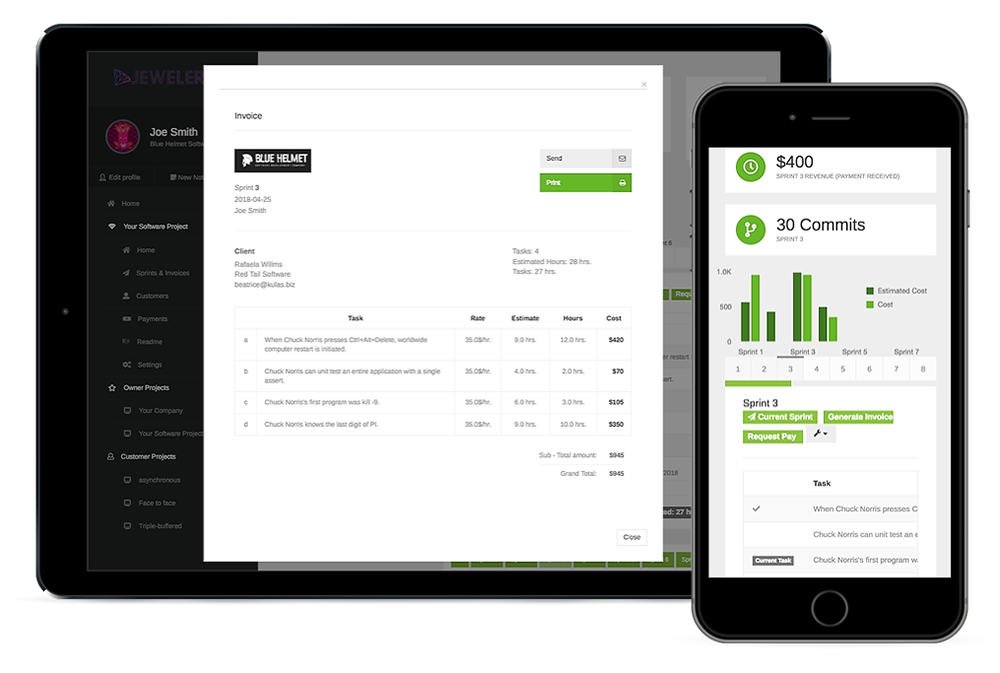 JEWELER
Joe Smith
Blue Helmet Softw
Edit profile
New Not
Home
Your Software Project
Home
Sprints & Invoices
Customers
Payments
Readme
Settings
Owner Projects
Your Company
Your Software Project
Customer Projects
asynchronous
Face to face
Triple-buffered
×
Invoice
BLUE HELMET
Send
Print
Sprint 3
2018-04-25
Joe Smith
Client
Rafaela Willms
Red Tail Software
beatrice@kulas.biz
Tasks: 4
Estimated Hours: 28 hrs.
Tasks: 27 hrs.
Task Rate Estimate Hours Cost
a When Chuck Norris presses Ctrl+Alt+Delete, worldwide
computer restart is initiated. 35.0$/hr. 9.0 hrs. 12.0 hrs. $420
b Chuck Norris can unit test an entire application with a single
assert. 35.0$/hr. 4.0 hrs. 2.0 hrs. $70
c Chuck Norris's first program was kill -9. 35.0$/hr. 6.0 hrs. 3.0 hrs. $105
d Chuck Norris knows the last digit of PI. 35.0$/hr. 9.0 hrs. 10.0 hrs. $350
Sub - Total amount: $945
Grand Total: $945
Close
Requ
er restart
sert.
2018
ed: 27 h
$400
SPRINT 3 REVENUE (PAYMENT RECEIVED)
30 Commits
SPRINT 3
1.0K
500
0
Estimated Cost
Cost
Sprint 1 Sprint 3 Sprint 5 Sprint 7
1 2 3 4 5 6 7 8
Sprint 3
Current Sprint Generate Invoice
Request Pay
Task
When Chuck Norris presses C
Chuck Norris can unit test an e
Current Task Chuck Norris's first program wa